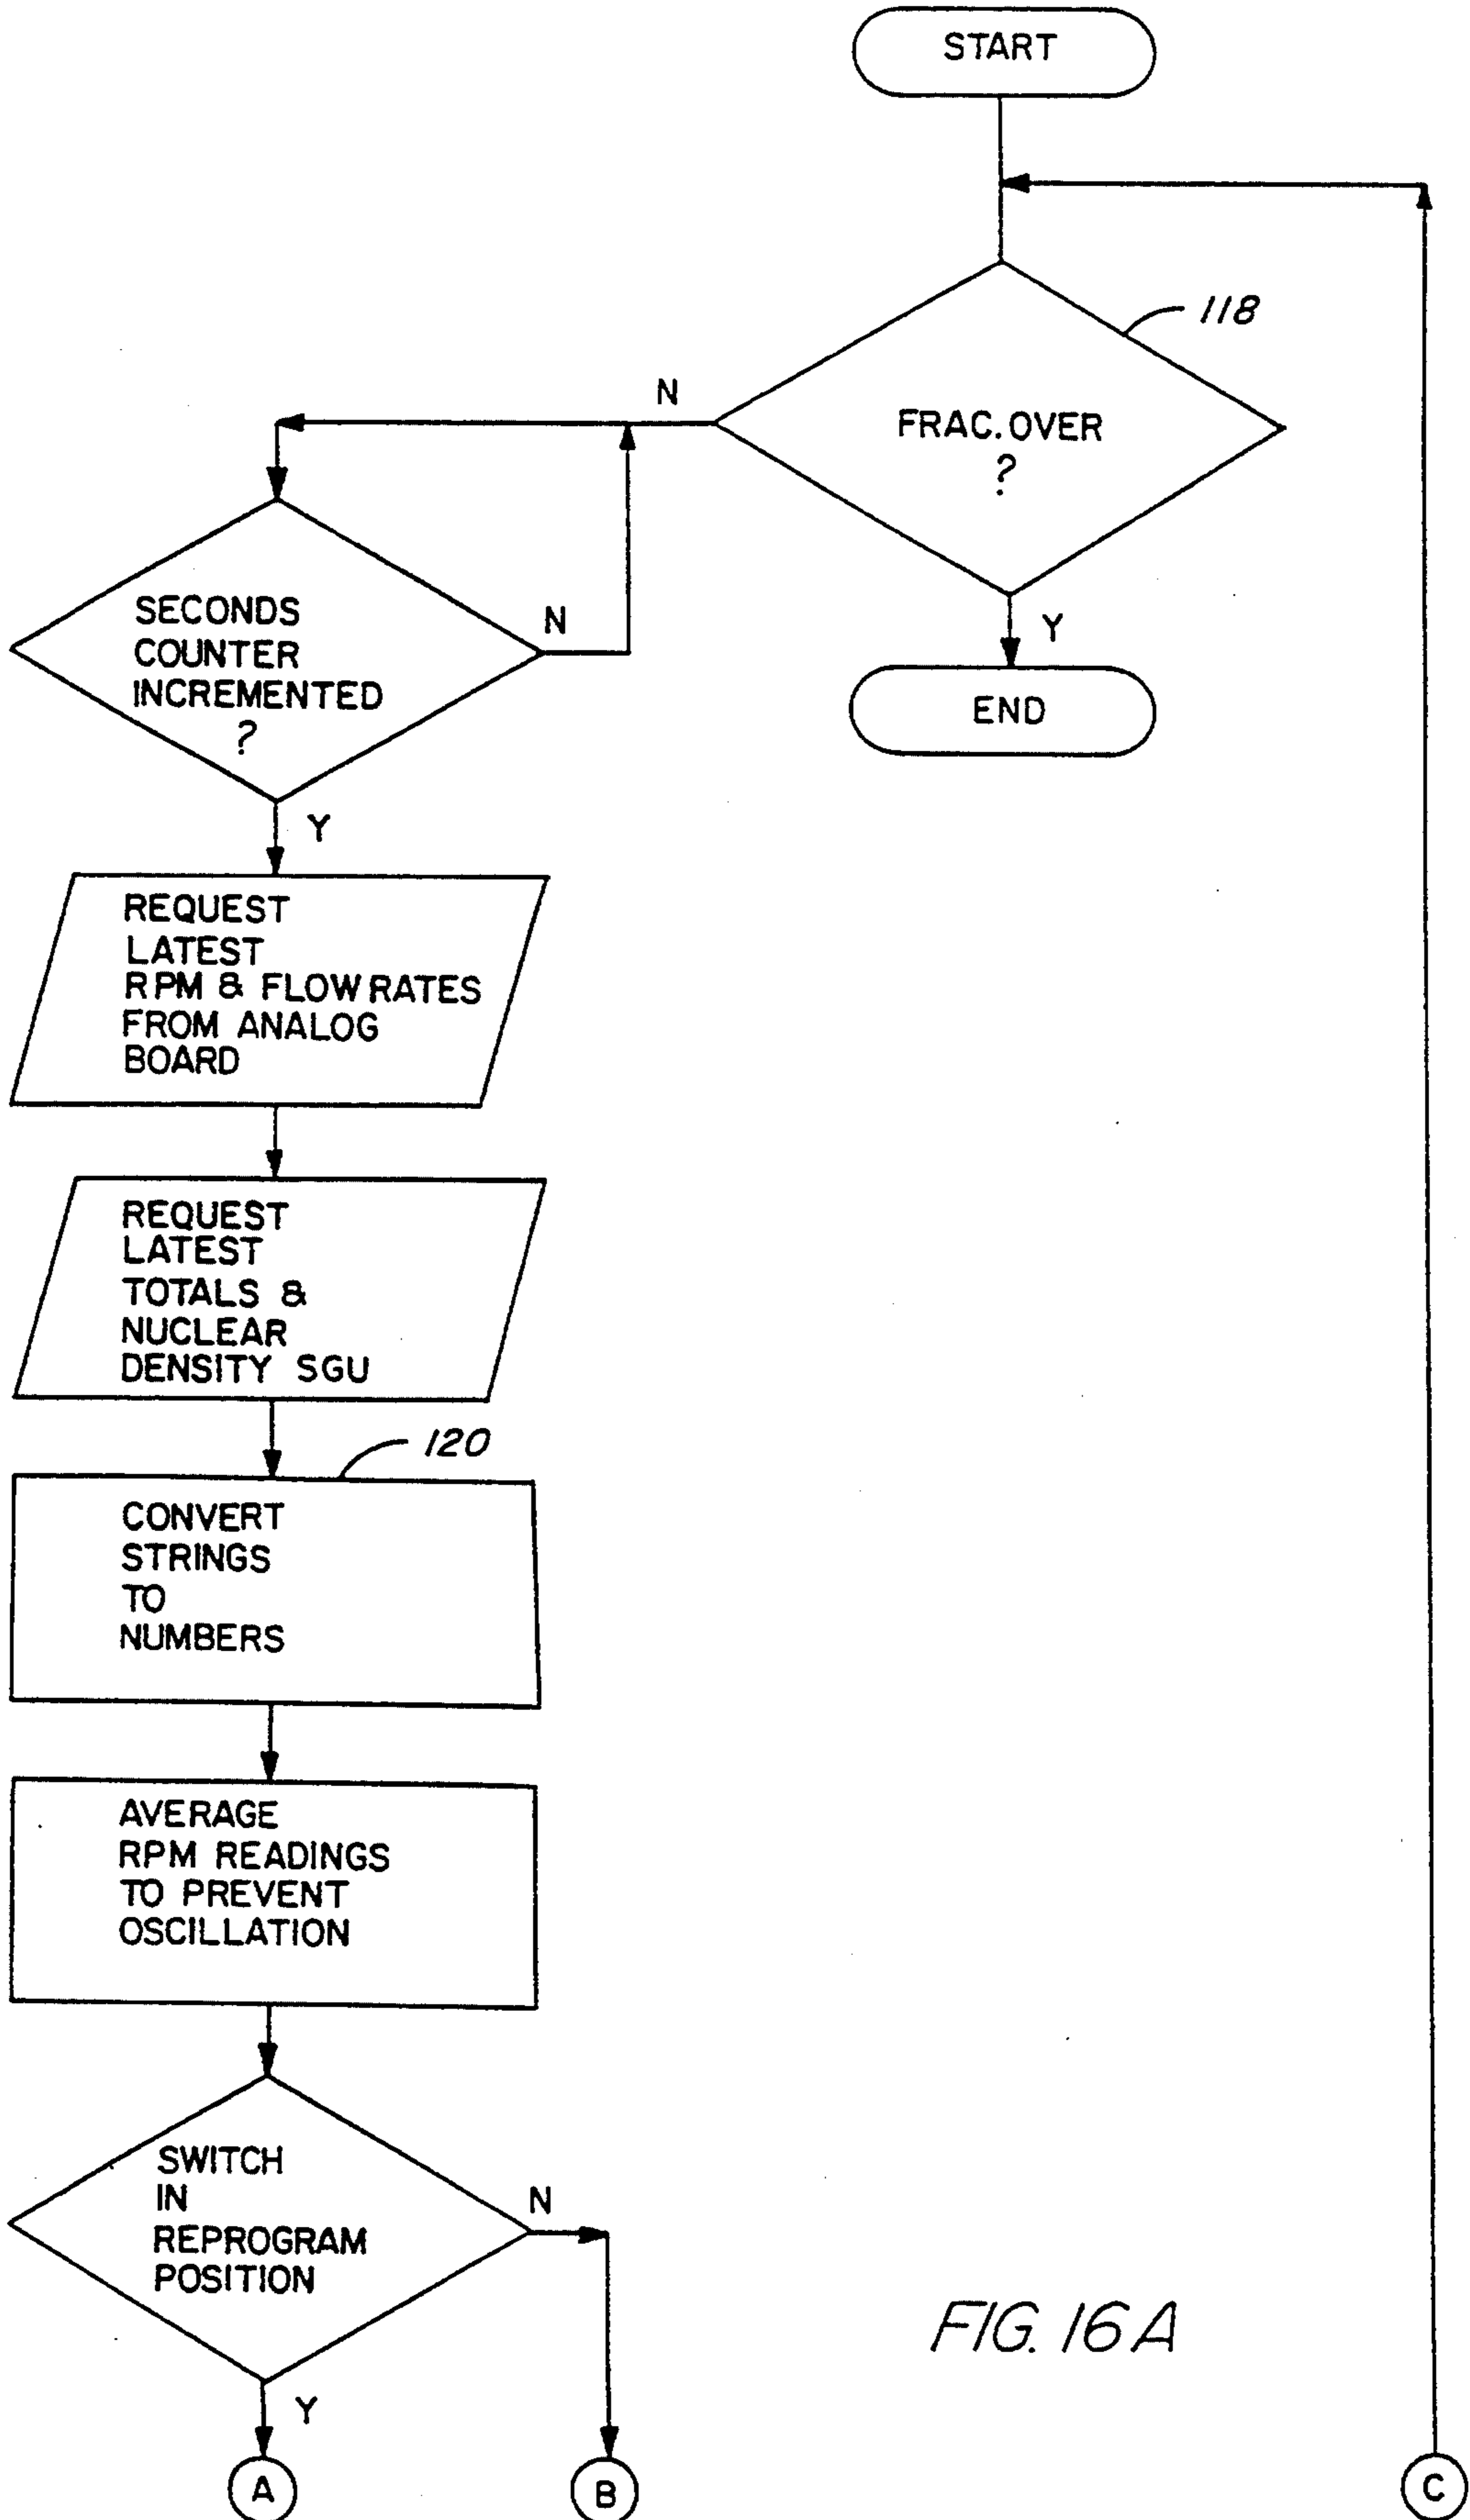 START
118
FRAC. OVER
?
N
Y
END
SECONDS
COUNTER
INCREMENTED
?
N
Y
REQUEST
LATEST
RPM & FLOW RATES
FROM ANALOG
BOARD
REQUEST
LATEST
TOTALS &
NUCLEAR
DENSITY SGU
120
CONVERT
STRINGS
TO
NUMBERS
AVERAGE
RPM READINGS
TO PREVENT
OSCILLATION
SWITCH
IN
REPROGRAM
POSITION
N
Y
FIG. 16A
A
B
C